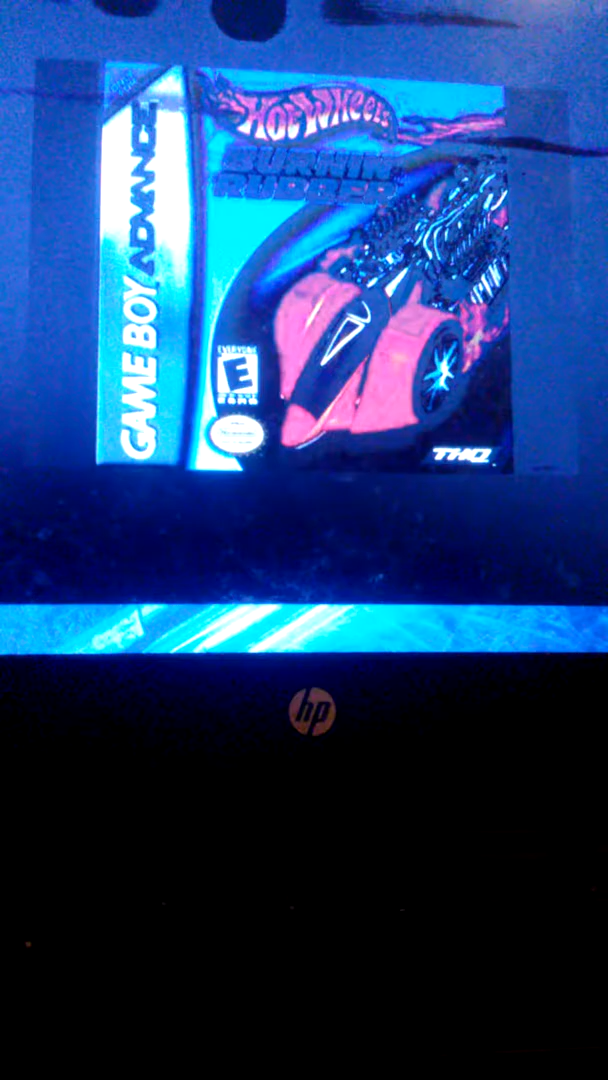 GAME BOY ADVANCE
HOT WHEELS
BURNIN'
RUBBER
EVERYONE
E
THQ
hp